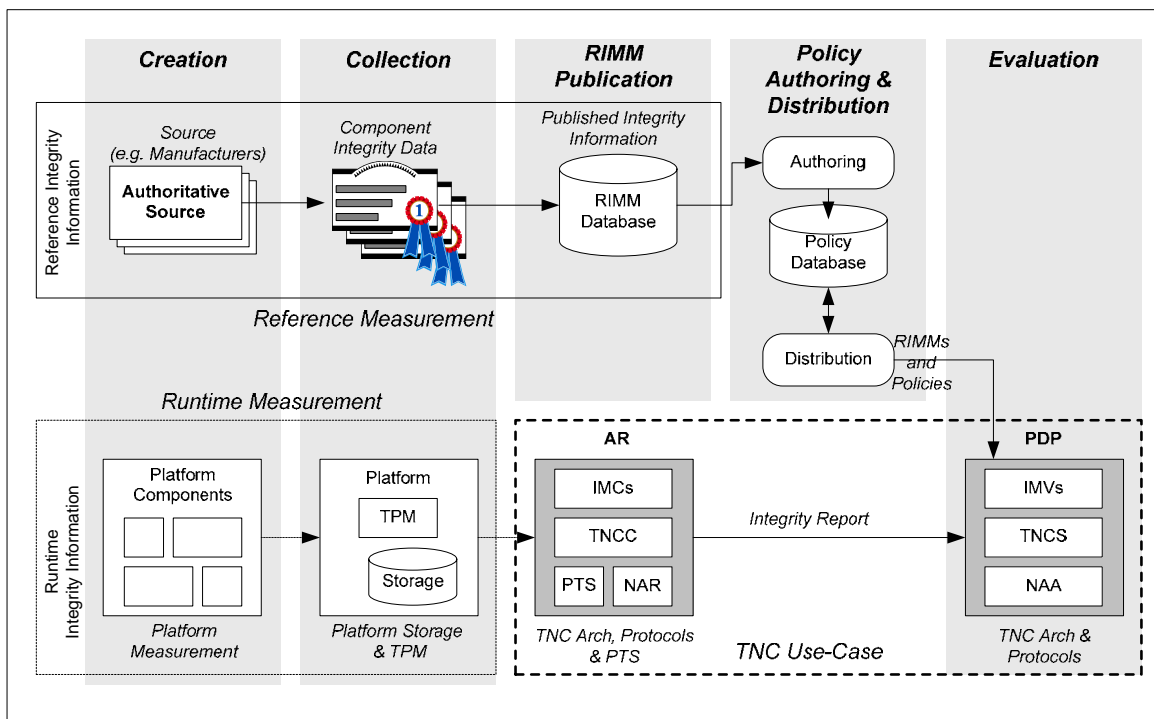 Creation
Collection
RIMM
Publication
Policy
Authoring &
Distribution
Evaluation
Reference Integrity
Information
Source
(e.g. Manufacturers)
Authoritative
Source
Component
Integrity Data
1
Published Integrity
Information
RIMM
Database
Authoring
Policy
Database
Distribution
RIMMs
and
Policies
Reference Measurement
Runtime Measurement
Runtime
Integrity Information
Platform
Components
Platform
Measurement
Platform
TPM
Storage
Platform Storage
& TPM
AR
IMCs
TNCC
PTS
NAR
TNC Arch, Protocols
& PTS
Integrity Report
TNC Use-Case
PDP
IMVs
TNCS
NAA
TNC Arch &
Protocols